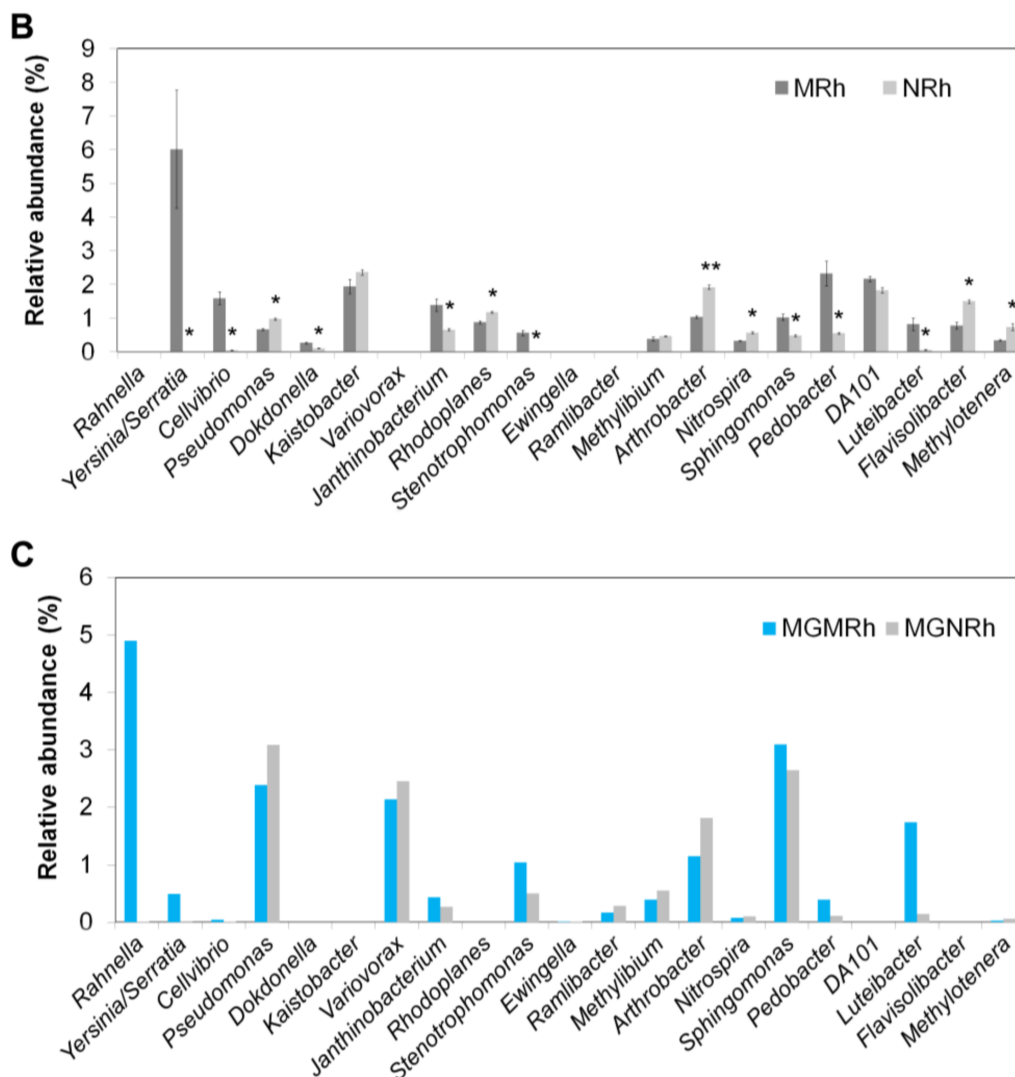 B
Relative abundance (%)
9
8
7
6
5
4
3
2
1
0
MRh NRh
* * * * * * * * ** * * * * * *
Rahnella
Yersinia/Serratia
Cellvibrio
Pseudomonas
Dokdonella
Kaistobacter
Variovorax
Janthinobacterium
Rhodoplanes
Stenotrophomonas
Ewingella
Ramlibacter
Methylibium
Arthrobacter
Nitrospira
Sphingomonas
Pedobacter
DA101
Luteibacter
Flavisolibacter
Methylotenera
C
Relative abundance (%)
6
5
4
3
2
1
0
MGMRh MGNRh
Rahnella
Yersinia/Serratia
Cellvibrio
Pseudomonas
Dokdonella
Kaistobacter
Variovorax
Janthinobacterium
Rhodoplanes
Stenotrophomonas
Ewingella
Ramlibacter
Methylibium
Arthrobacter
Nitrospira
Sphingomonas
Pedobacter
DA101
Luteibacter
Flavisolibacter
Methylotenera